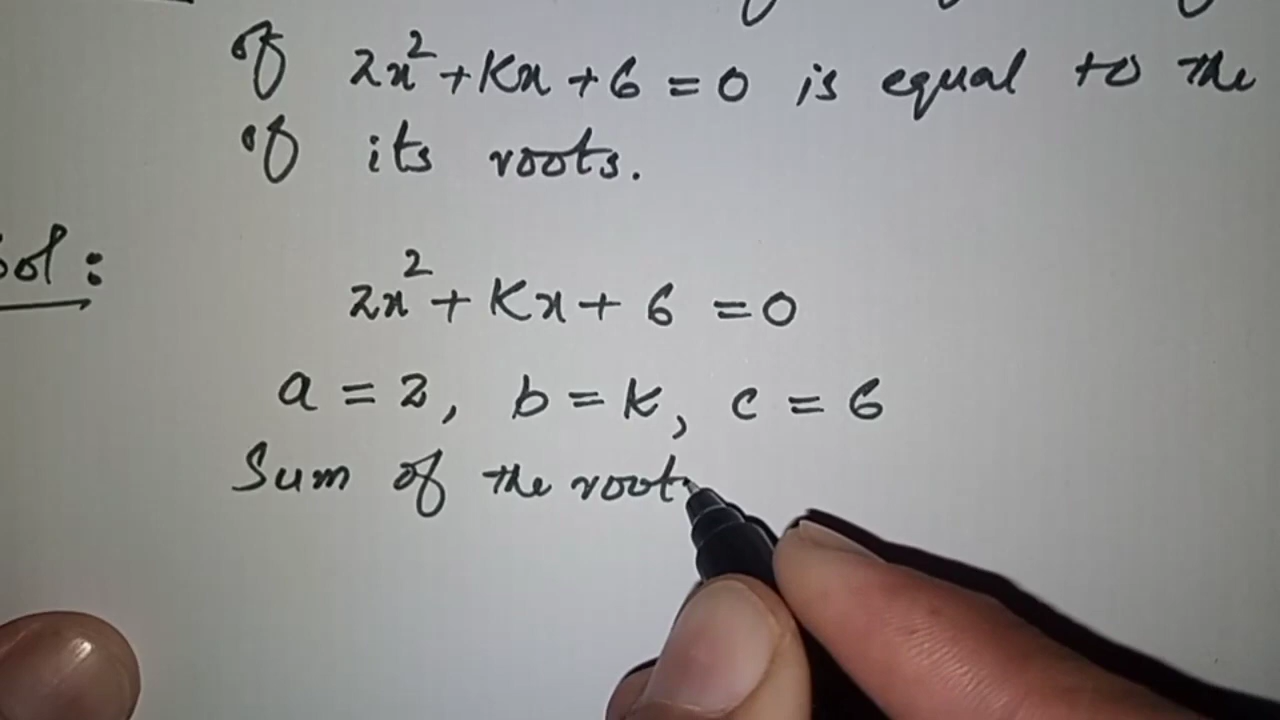 of 2x² + Kx + 6 = 0 is equal to the
of its roots.
Sol:
2x² + Kx + 6 = 0
a = 2, b = K, c = 6
Sum of the roots